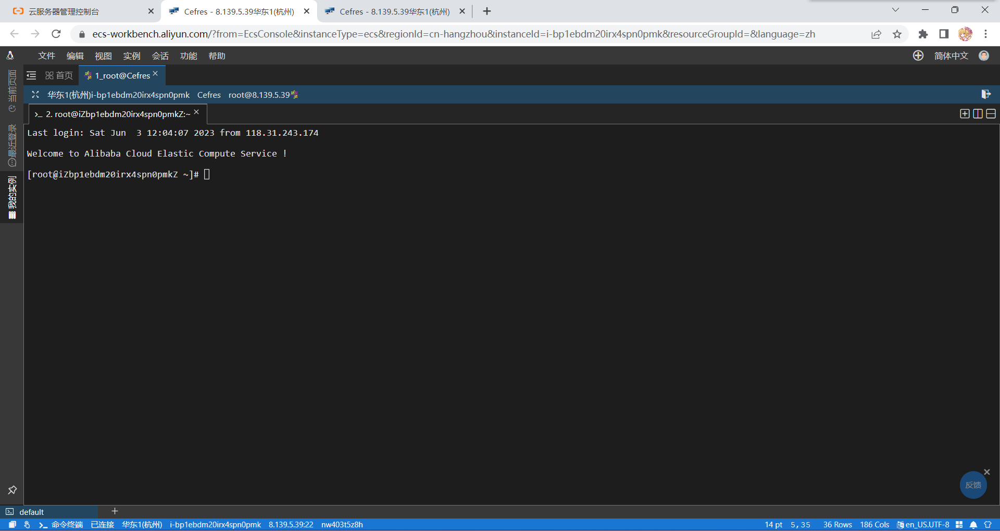 云服务器管理控制台
Cefres - 8.139.5.39华东1(杭州)
Cefres - 8.139.5.39华东1(杭州)
ecs-workbench.aliyun.com/?from=EcsConsole&instanceType=ecs&regionId=cn-hangzhou&instanceId=i-bp1ebdm20irx4spn0pmk&resourceGroupId=&language=zh
文件 编辑 视图 实例 会话 功能 帮助 简体中文
当前页面
最近登录
我的实例
首页 1_root@Cefres
华东1(杭州)i-bp1ebdm20irx4spn0pmk Cefres root@8.139.5.39
2. root@iZbp1ebdm20irx4spn0pmkZ:~
Last login: Sat Jun  3 12:04:07 2023 from 118.31.243.174
Welcome to Alibaba Cloud Elastic Compute Service !
[root@iZbp1ebdm20irx4spn0pmkZ ~]#
反馈
default
命令终端 已连接 华东1(杭州) i-bp1ebdm20irx4spn0pmk 8.139.5.39:22 nw403t5z8h 14 pt 5,35 36 Rows 186 Cols en_US.UTF-8